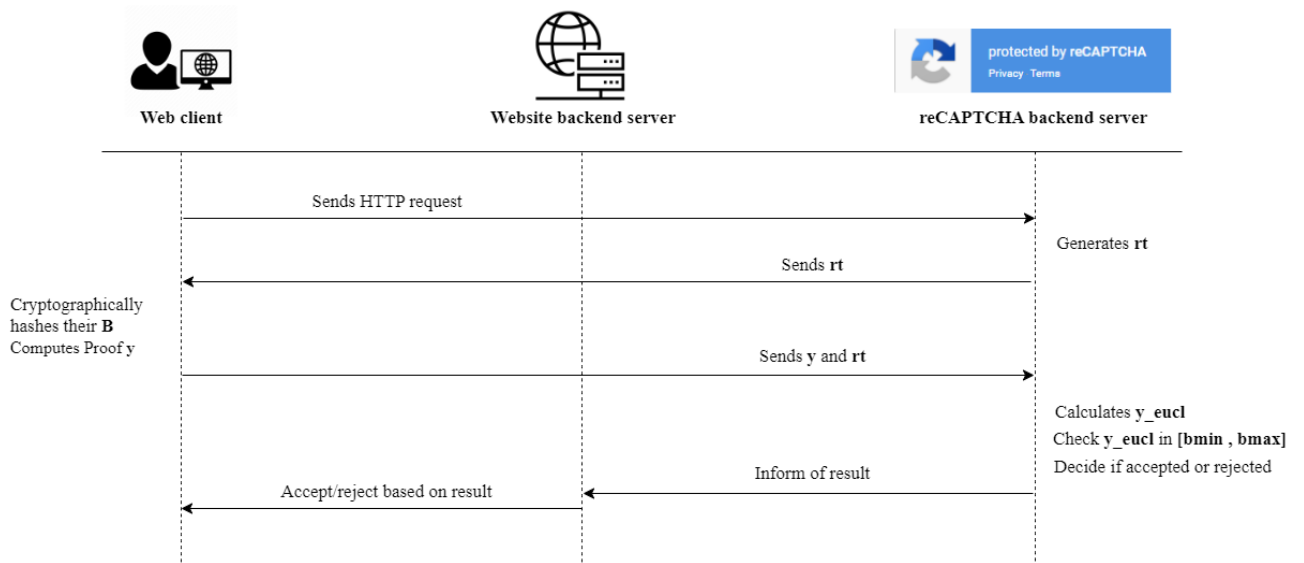 protected by reCAPTCHA
Privacy Terms
Web client
Website backend server
reCAPTCHA backend server
Sends HTTP request
Generates rt
Sends rt
Cryptographically
hashes their B
Computes Proof y
Sends y and rt
Calculates y_eucl
Check y_eucl in [bmin , bmax]
Decide if accepted or rejected
Inform of result
Accept/reject based on result